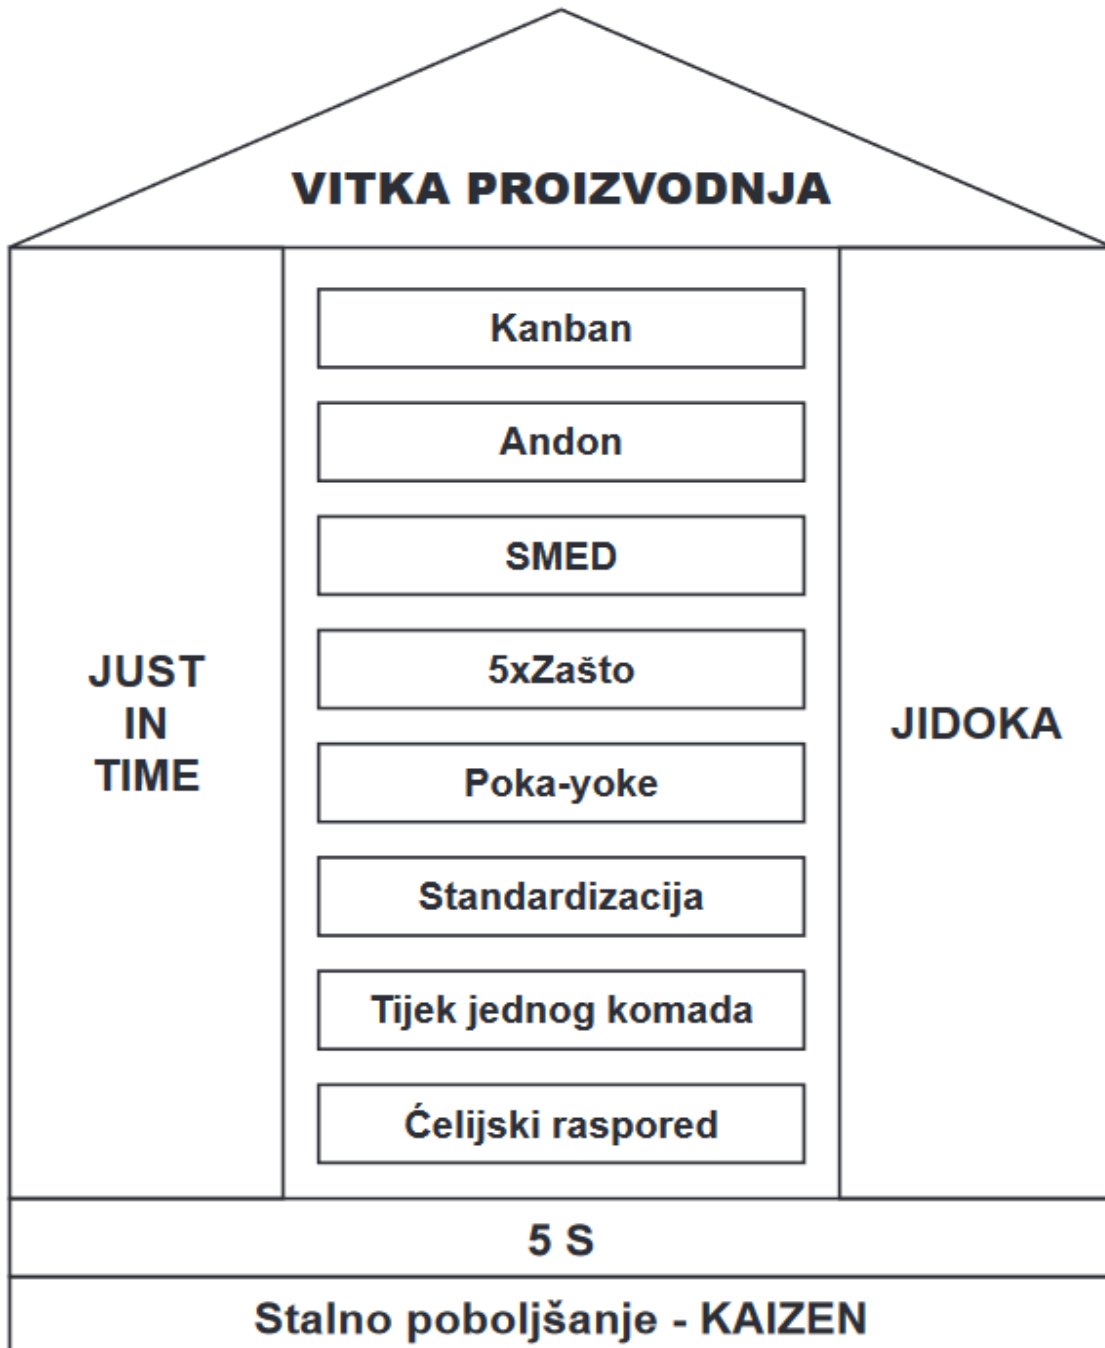 VITKA PROIZVODNJA
JUST
IN
TIME
Kanban
Andon
SMED
5xZašto
Poka-yoke
Standardizacija
Tijek jednog komada
Ćelijski raspored
JIDOKA
5 S
Stalno poboljšanje - KAIZEN